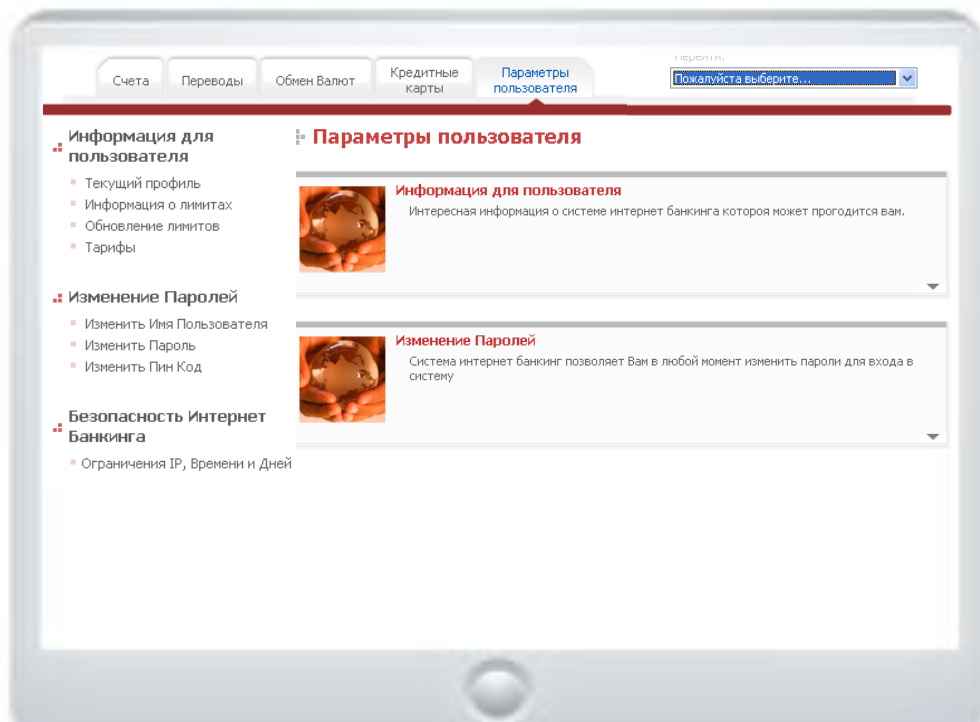 Перейти:
Счета
Переводы
Обмен Валют
Кредитные
карты
Параметры
пользователя
Пожалуйста выберите...
Информация для
пользователя
Текущий профиль
Информация о лимитах
Обновление лимитов
Тарифы
Изменение Паролей
Изменить Имя Пользователя
Изменить Пароль
Изменить Пин Код
Безопасность Интернет
Банкинга
Ограничения IP, Времени и Дней
Параметры пользователя
Информация для пользователя
Интересная информация о системе интернет банкинга котороя может прогодится вам.
Изменение Паролей
Система интернет банкинг позволяет Вам в любой момент изменить пароли для входа в
систему